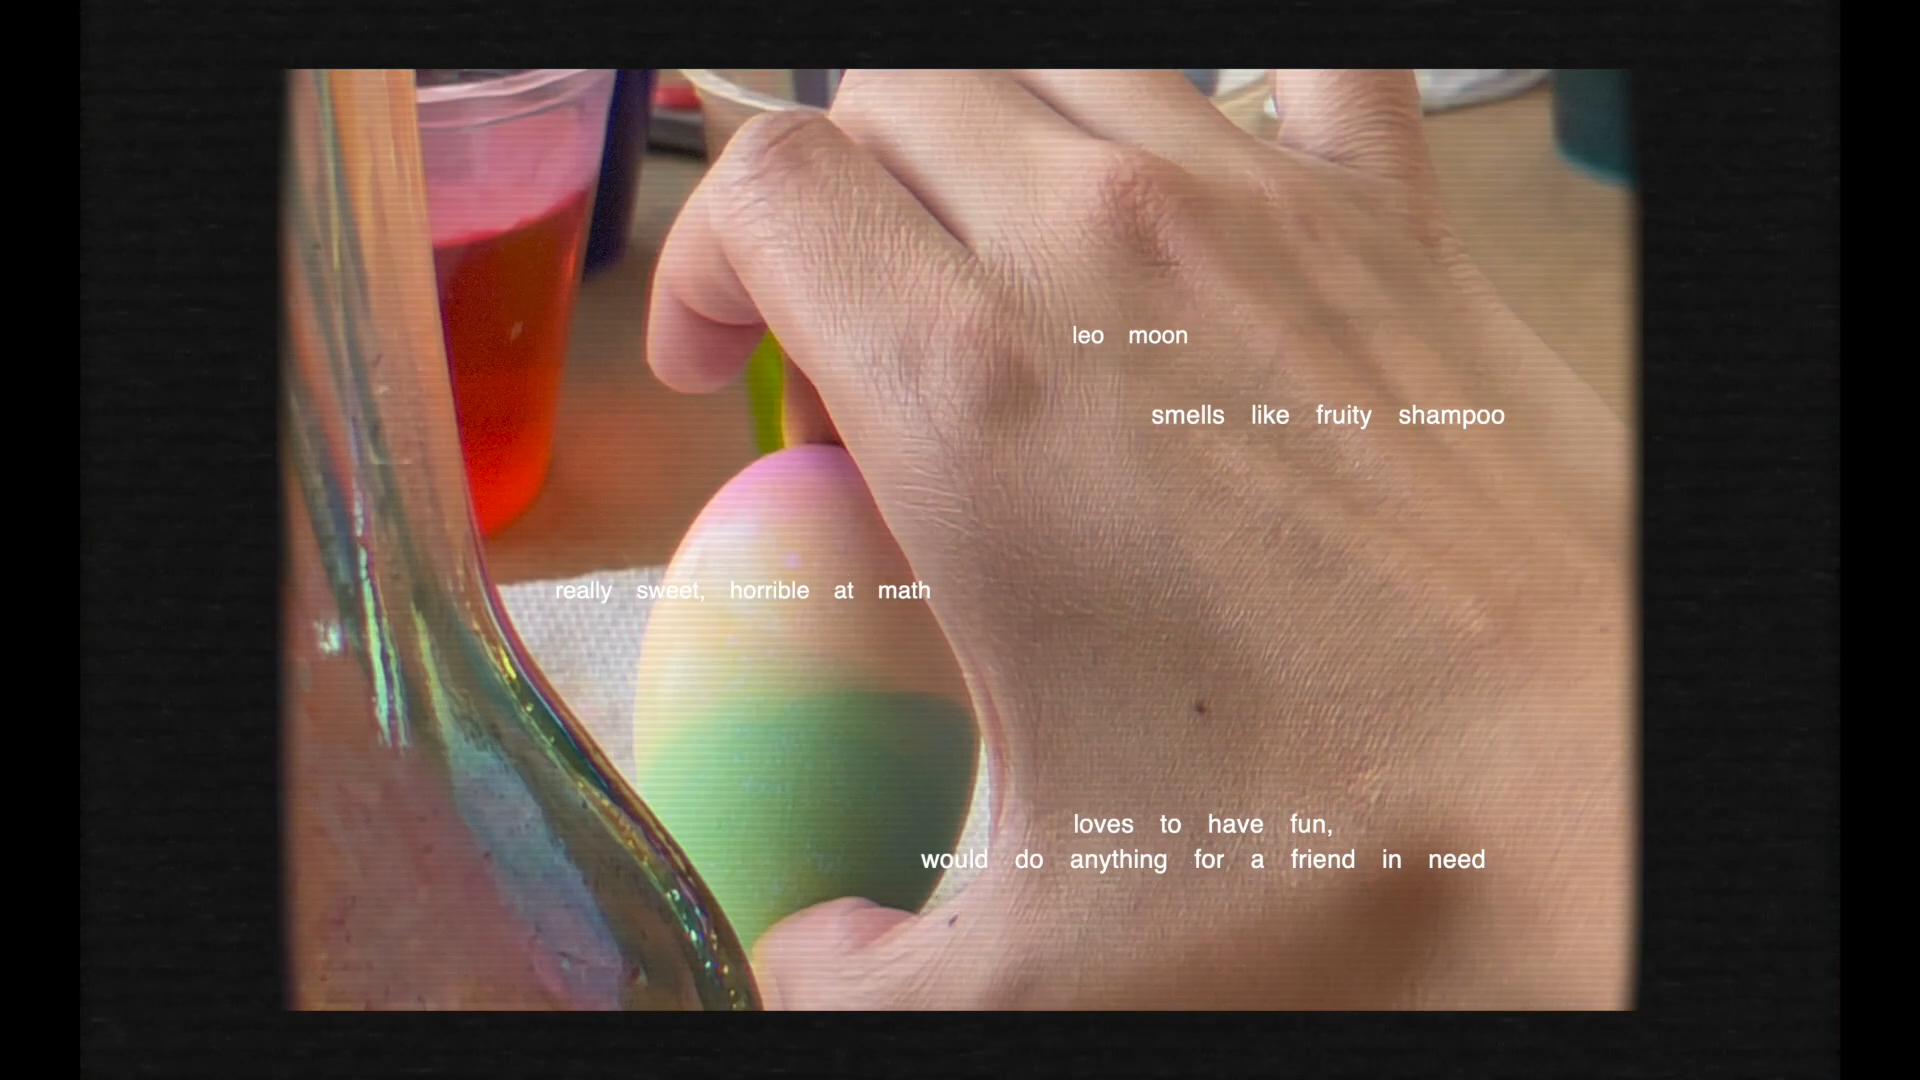 leo moon
smells like fruity shampoo
really sweet, horrible at math
loves to have fun,
would do anything for a friend in need